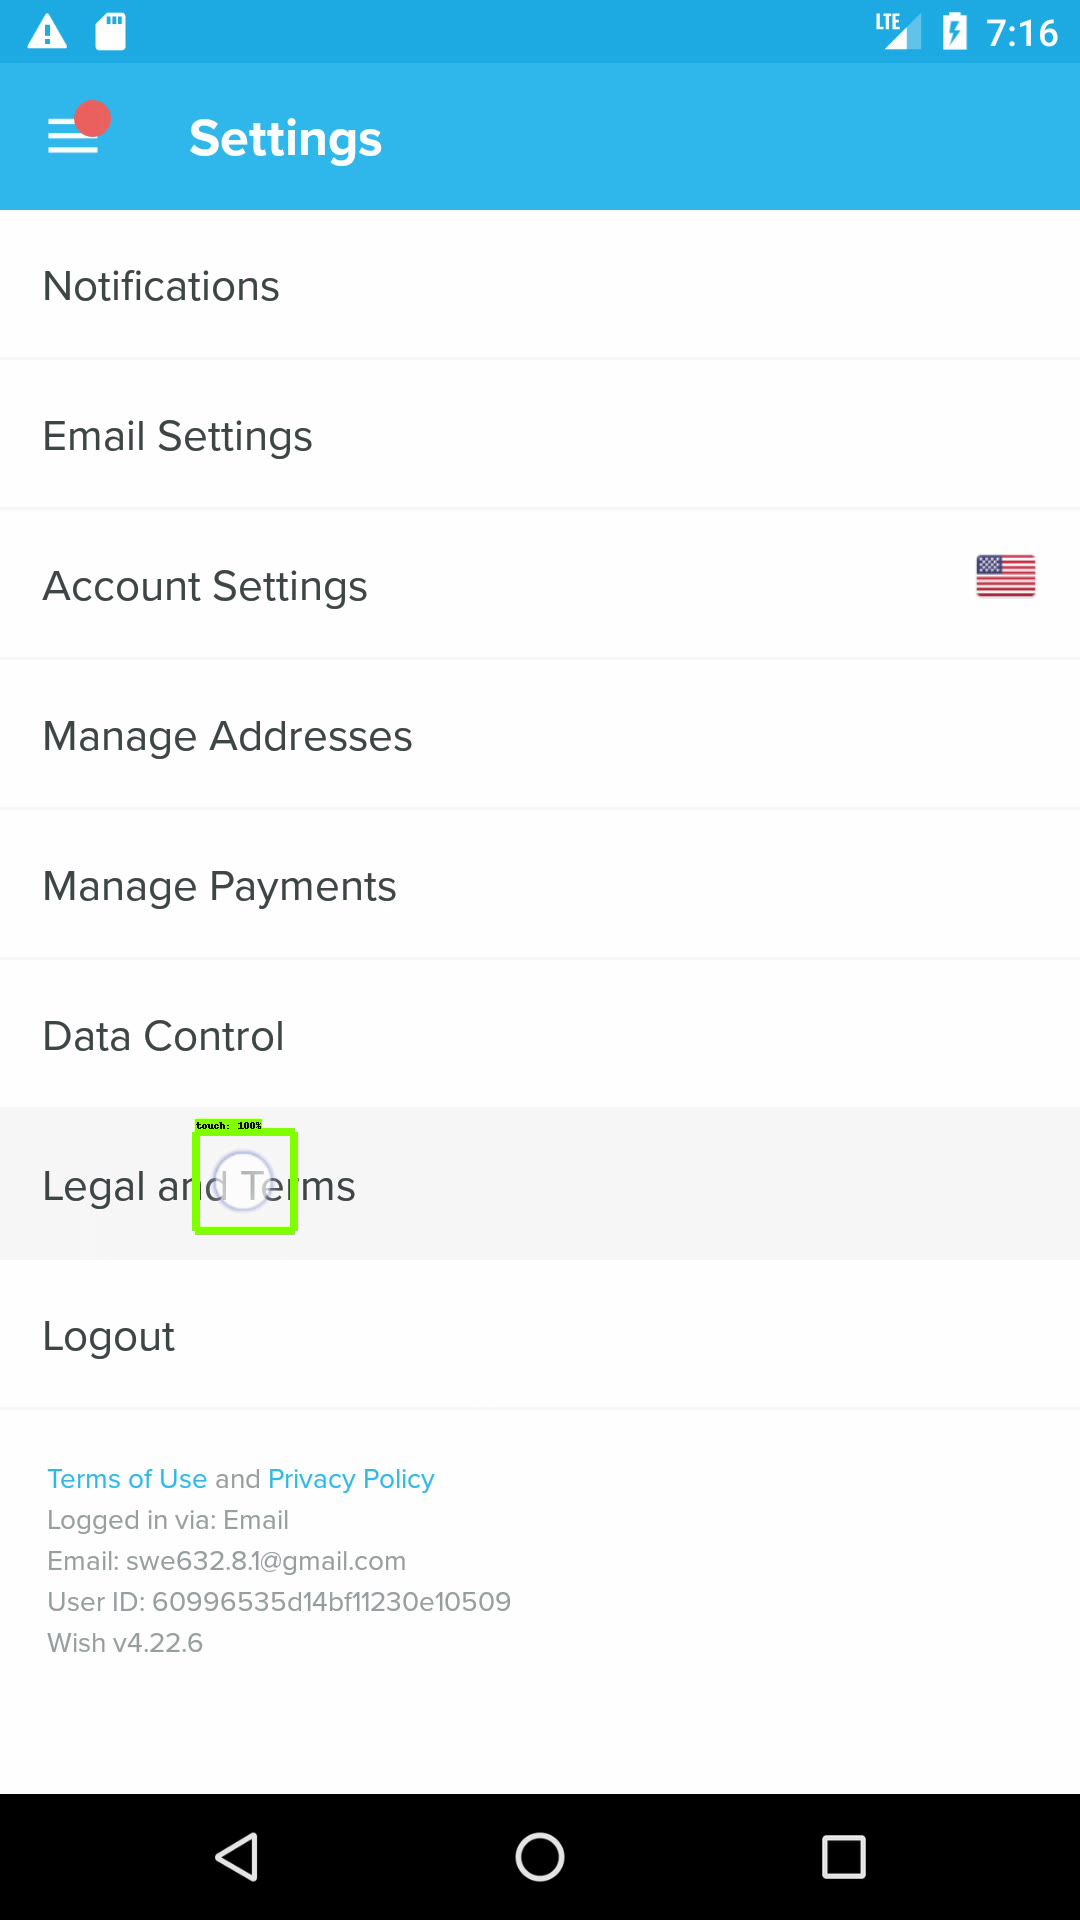 LTE 7:16
Settings
Notifications
Email Settings
Account Settings
Manage Addresses
Manage Payments
Data Control
touch: 100%
Legal and Terms
Logout
Terms of Use and Privacy Policy
Logged in via: Email
Email: swe632.8.1@gmail.com
User ID: 60996535d14bf11230e10509
Wish v4.22.6